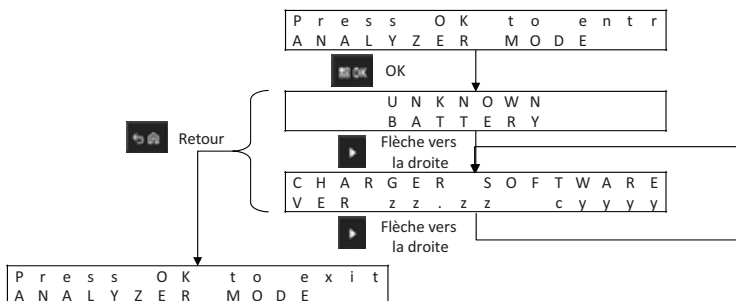 Press OK to entr
ANALYZER MODE
OK
OK
UNKNOWN
BATTERY
Retour
Flèche vers
la droite
CHARGER SOFTWARE
VER zz.zz cyyyy
Flèche vers
la droite
Press OK to exit
ANALYZER MODE